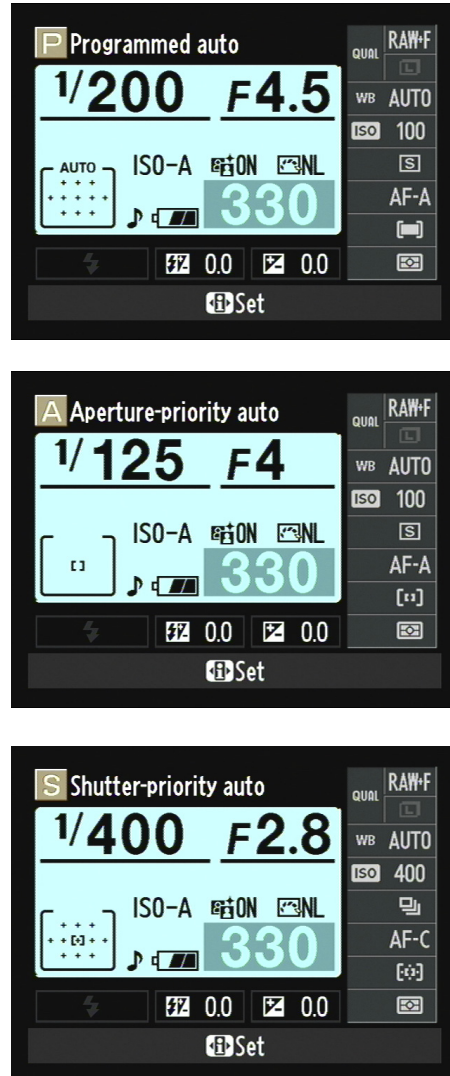 P Programmed auto
1/200 F4.5
AUTO
ISO-A ON NL
330
0.0 0.0
i Set
QUAL RAW+F
L
WB AUTO
ISO 100
S
AF-A
A Aperture-priority auto
1/125 F4
ISO-A ON NL
330
0.0 0.0
i Set
QUAL RAW+F
L
WB AUTO
ISO 100
S
AF-A
S Shutter-priority auto
1/400 F2.8
ISO-A ON NL
330
0.0 0.0
i Set
QUAL RAW+F
L
WB AUTO
ISO 400
AF-C